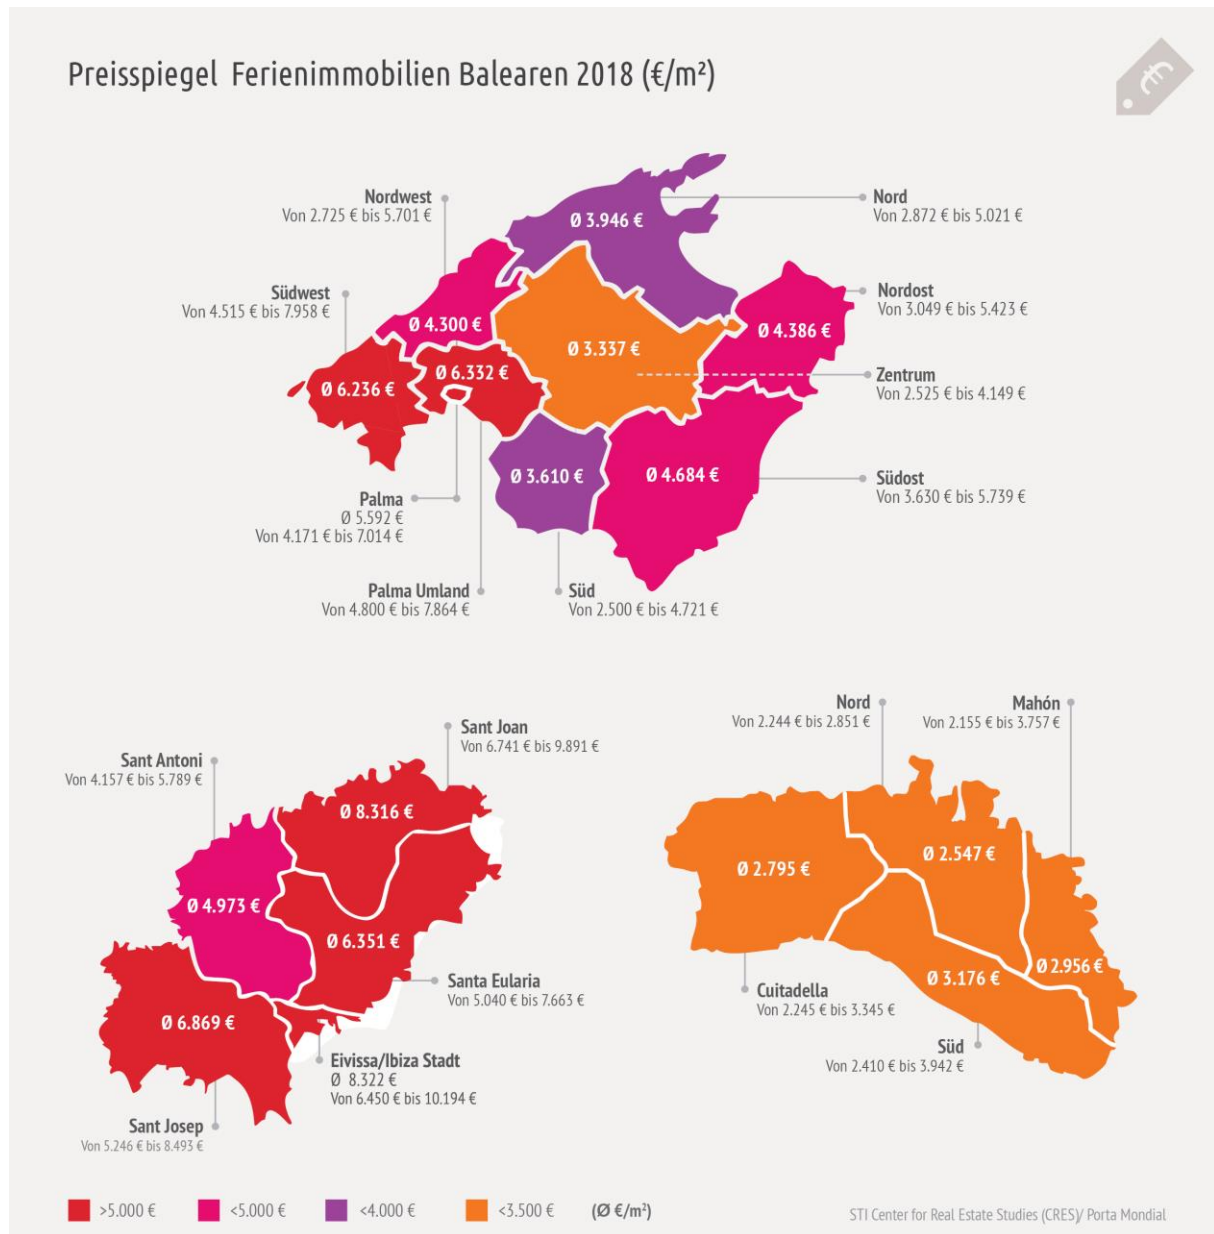 Preisspiegel Ferienimmobilien Balearen 2018 (€/m²)
€
Nordwest
Von 2.725 € bis 5.701 €
Nord
Von 2.872 € bis 5.021 €
Ø 3.946 €
Südwest
Von 4.515 € bis 7.958 €
Nordost
Von 3.049 € bis 5.423 €
Ø 4.300 €
Ø 4.386 €
Ø 3.337 €
Ø 6.332 €
Ø 6.236 €
Zentrum
Von 2.525 € bis 4.149 €
Ø 3.610 €
Ø 4.684 €
Südost
Von 3.630 € bis 5.739 €
Palma
Ø 5.592 €
Von 4.171 € bis 7.014 €
Palma Umland
Von 4.800 € bis 7.864 €
Süd
Von 2.500 € bis 4.721 €
Sant Joan
Von 6.741 € bis 9.891 €
Sant Antoni
Von 4.157 € bis 5.789 €
Ø 8.316 €
Ø 4.973 €
Ø 6.351 €
Santa Eularia
Von 5.040 € bis 7.663 €
Ø 6.869 €
Eivissa/Ibiza Stadt
Ø 8.322 €
Von 6.450 € bis 10.194 €
Sant Josep
Von 5.246 € bis 8.493 €
Nord
Von 2.244 € bis 2.851 €
Mahón
Von 2.155 € bis 3.757 €
Ø 2.547 €
Ø 2.795 €
Ø 2.956 €
Ø 3.176 €
Cuitadella
Von 2.245 € bis 3.345 €
Süd
Von 2.410 € bis 3.942 €
>5.000 € <5.000 € <4.000 € <3.500 € (Ø €/m²)
STI Center for Real Estate Studies (CRES)/ Porta Mondial